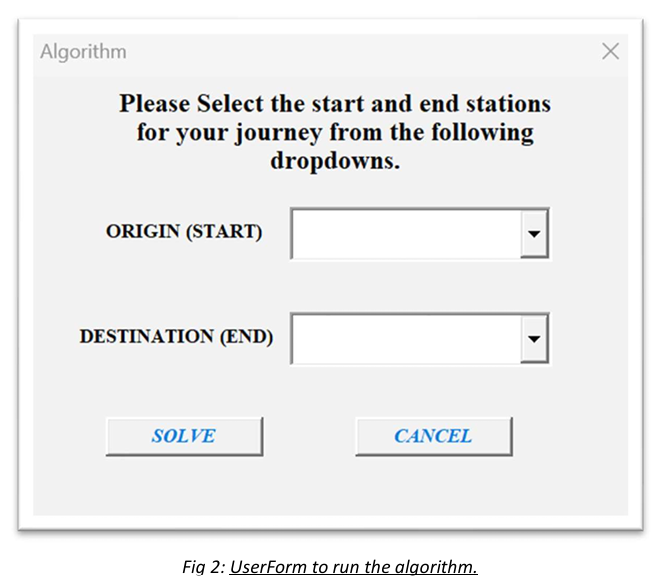 Algorithm
Please Select the start and end stations
for your journey from the following
dropdowns.
ORIGIN (START)
DESTINATION (END)
SOLVE
CANCEL
Fig 2: UserForm to run the algorithm.